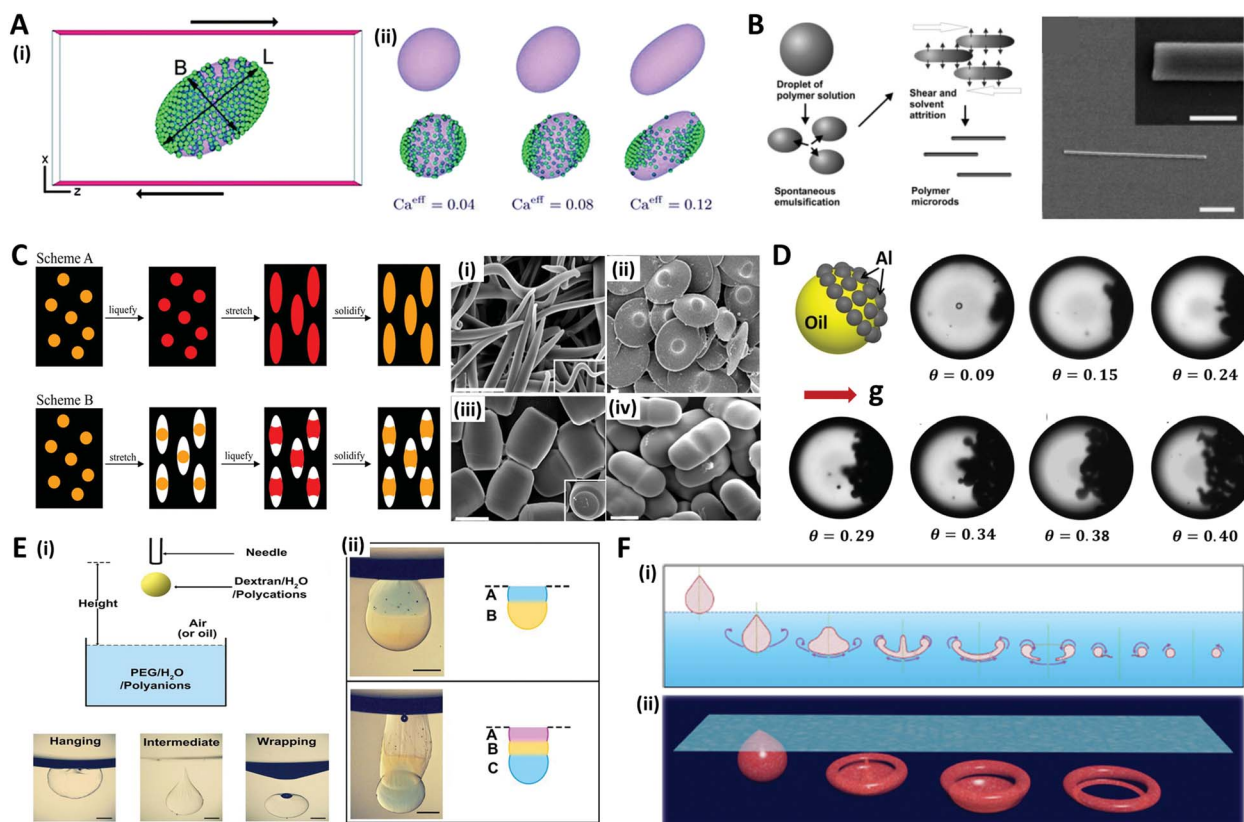 A
(i)
B
L
X
Z
(ii)
Ca^eff = 0.04
Ca^eff = 0.08
Ca^eff = 0.12
B
Droplet of
polymer solution
Spontaneous
emulsification
Shear and
solvent
attrition
Polymer
microrods
C
Scheme A
liquefy
stretch
solidify
Scheme B
stretch
liquefy
solidify
(i)
(ii)
(iii)
(iv)
D
Al
Oil
g
θ = 0.09
θ = 0.15
θ = 0.24
θ = 0.29
θ = 0.34
θ = 0.38
θ = 0.40
E
(i)
Needle
Dextran/H₂O
/Polycations
Height
Air
(or oil)
PEG/H₂O
/Polyanions
Hanging
Intermediate
Wrapping
(ii)
A
B
A
B
C
F
(i)
(ii)